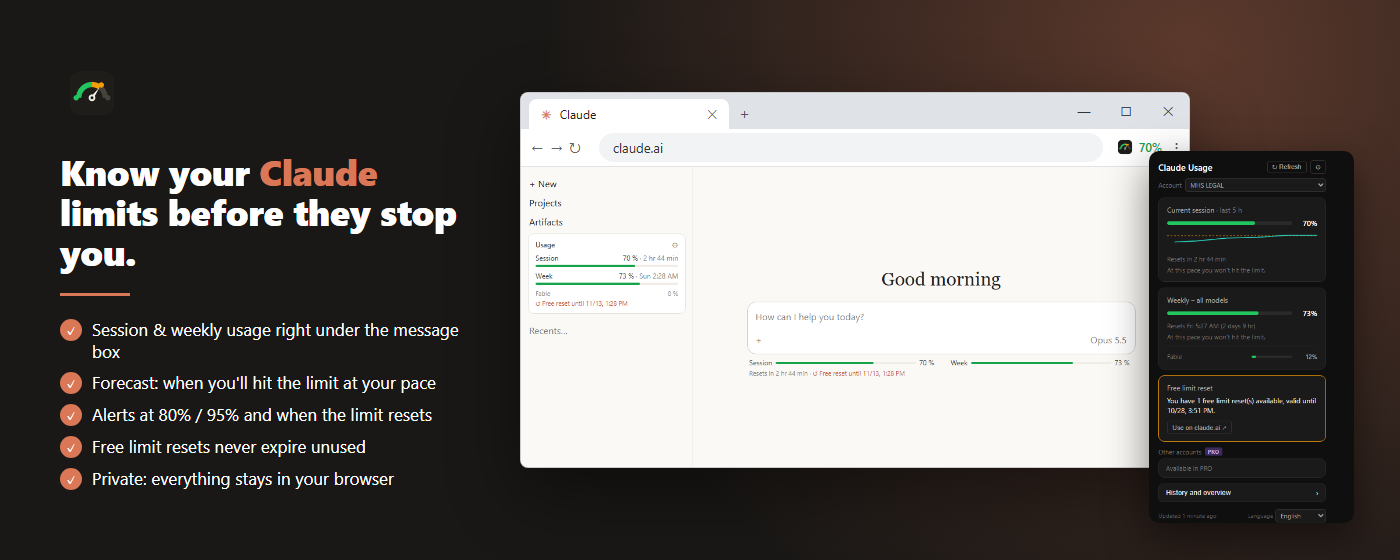 Know your Claude
limits before they stop
you.
Session & weekly usage right under the message
box
Forecast: when you'll hit the limit at your pace
Alerts at 80% / 95% and when the limit resets
Free limit resets never expire unused
Private: everything stays in your browser
Claude
claude.ai
70%
+ New
Projects
Artifacts
Usage
Session 70 % · 2 hr 44 min
Week 73 % · Sun 2:28 AM
Fable 0 %
↺ Free reset until 11/13, 1:28 PM
Recents...
Good morning
How can I help you today?
+ Opus 5.5
Session 70 % Week 73 %
Resets in 2 hr 44 min · ↺ Free reset until 11/13, 1:28 PM
Claude Usage ↻ Refresh
Account MHS LEGAL
Current session · last 5 h
70%
Resets in 2 hr 44 min
At this pace you won't hit the limit.
Weekly – all models
73%
Resets Fri 5:27 AM (2 days 9 hr)
At this pace you won't hit the limit.
Fable 12%
Free limit reset
You have 1 free limit reset(s) available, valid until
10/28, 3:51 PM.
Use on claude.ai ↗
Other accounts PRO
Available in PRO
History and overview ›
Updated 1 minute ago Language English